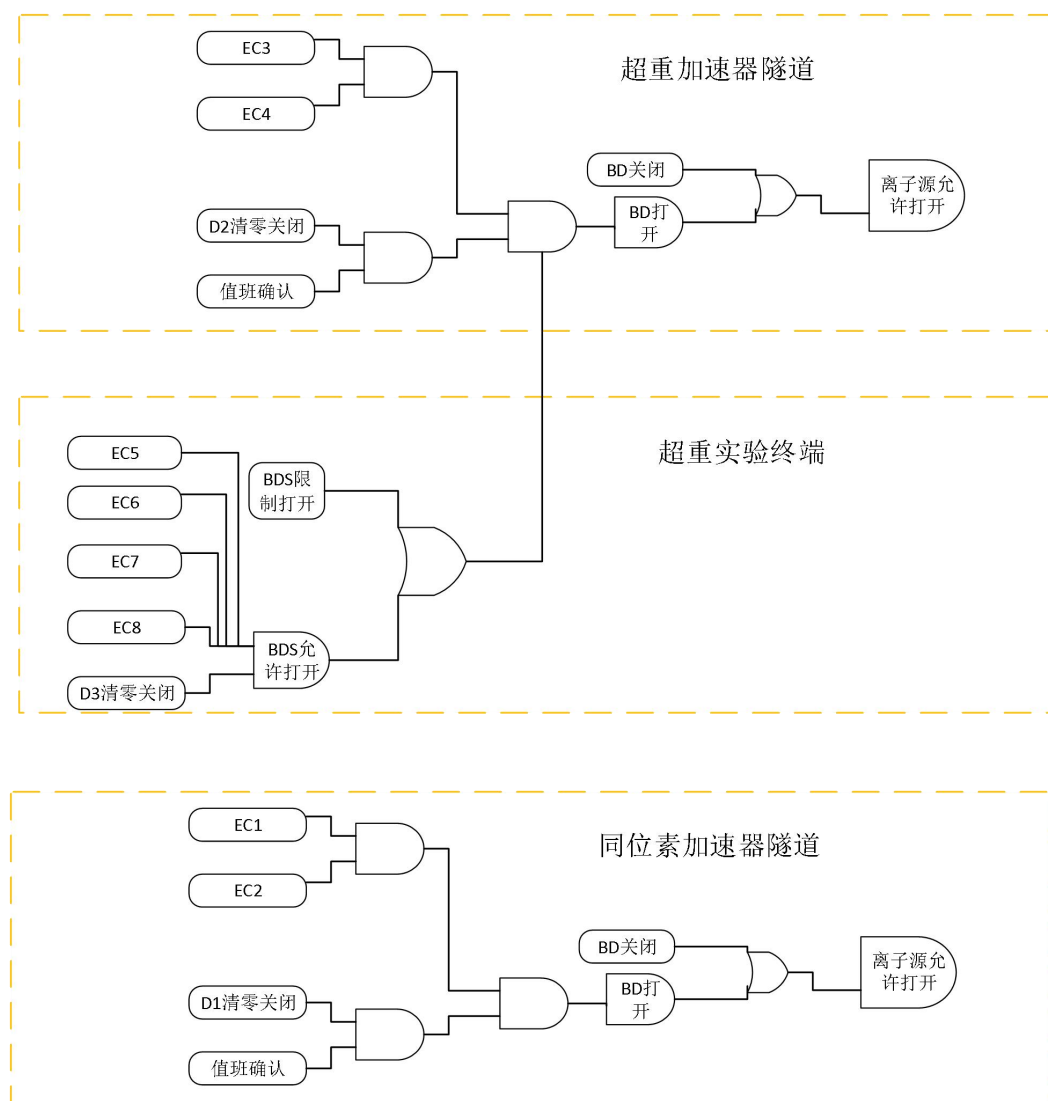 EC3
超重加速器隧道
EC4
BD关闭
离子源允
许打开
BD打
开
D2清零关闭
值班确认
EC5
超重实验终端
BDS限
制打开
EC6
EC7
EC8
BDS允
许打开
D3清零关闭
EC1
同位素加速器隧道
EC2
BD关闭
离子源允
许打开
BD打
开
D1清零关闭
值班确认